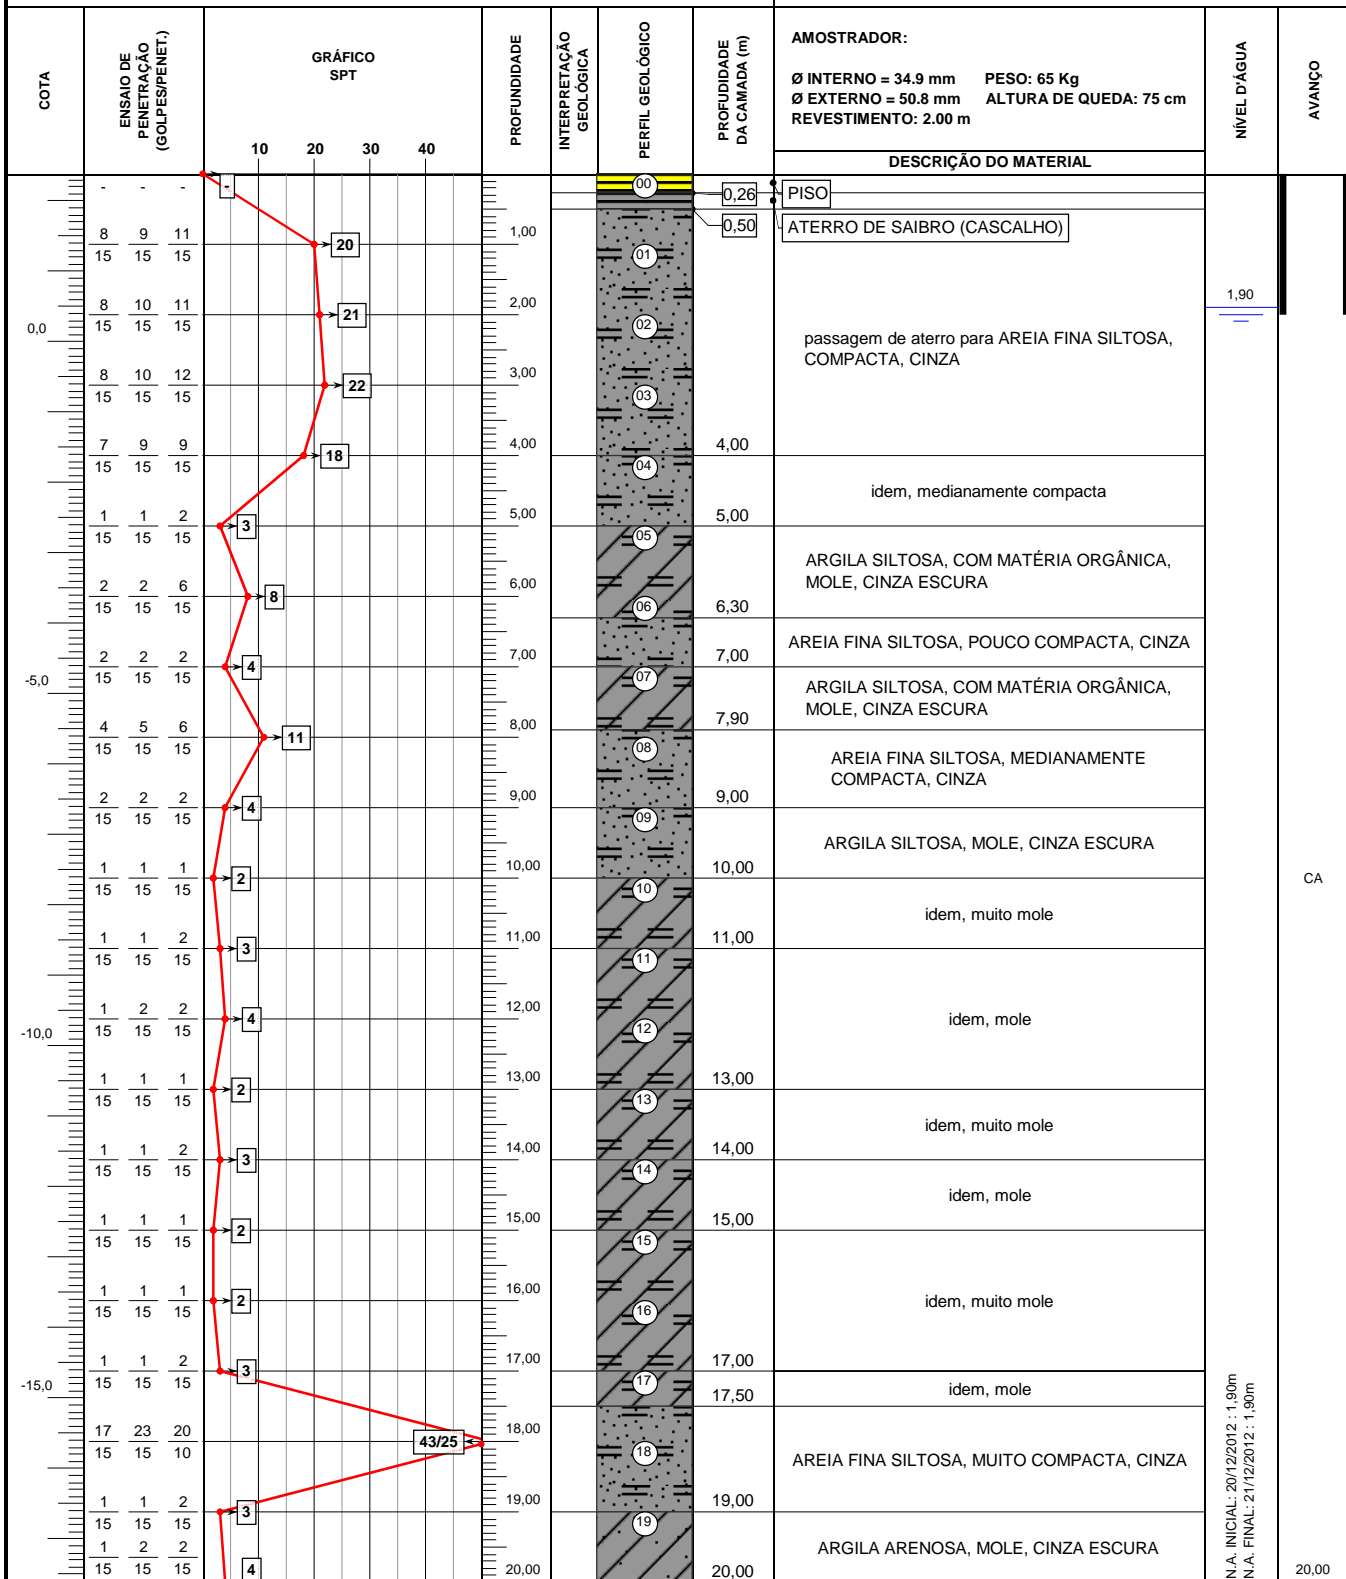 COTA
ENSAIO DE
PENETRAÇÃO
(GOLPES/PENET.)
GRÁFICO
SPT
10 20 30 40
PROFUNDIDADE
INTERPRETAÇÃO
GEOLÓGICA
PERFIL GEOLÓGICO
PROFUDIDADE
DA CAMADA (m)
AMOSTRADOR:
Ø INTERNO = 34.9 mm PESO: 65 Kg
Ø EXTERNO = 50.8 mm ALTURA DE QUEDA: 75 cm
REVESTIMENTO: 2.00 m
DESCRIÇÃO DO MATERIAL
NÍVEL D'ÁGUA
AVANÇO
- - - - 00 0,26 PISO
0,50 ATERRO DE SAIBRO (CASCALHO)
8 9 11 20 1,00
15 15 15 01
8 10 11 21 2,00 1,90
15 15 15 02
0,0
passagem de aterro para AREIA FINA SILTOSA,
COMPACTA, CINZA
8 10 12 22 3,00
15 15 15 03
7 9 9 18 4,00 4,00
15 15 15 04
idem, medianamente compacta
1 1 2 3 5,00 5,00
15 15 15 05
ARGILA SILTOSA, COM MATÉRIA ORGÂNICA,
MOLE, CINZA ESCURA
2 2 6 8 6,00
15 15 15 06 6,30
AREIA FINA SILTOSA, POUCO COMPACTA, CINZA
2 2 2 4 7,00 7,00
15 15 15 07
-5,0
ARGILA SILTOSA, COM MATÉRIA ORGÂNICA,
MOLE, CINZA ESCURA
4 5 6 11 8,00 7,90
15 15 15 08
AREIA FINA SILTOSA, MEDIANAMENTE
COMPACTA, CINZA
2 2 2 4 9,00 9,00
15 15 15 09
ARGILA SILTOSA, MOLE, CINZA ESCURA
1 1 1 2 10,00 10,00
15 15 15 10 CA
idem, muito mole
1 1 2 3 11,00 11,00
15 15 15 11
1 2 2 4 12,00
15 15 15 12
idem, mole
-10,0
1 1 1 2 13,00 13,00
15 15 15 13
idem, muito mole
1 1 2 3 14,00 14,00
15 15 15 14
idem, mole
1 1 1 2 15,00 15,00
15 15 15 15
1 1 1 2 16,00
15 15 15 16
idem, muito mole
1 1 2 3 17,00 17,00
15 15 15 17
-15,0
idem, mole
17,50
17 23 20 43/25 18,00
15 15 10 18
AREIA FINA SILTOSA, MUITO COMPACTA, CINZA
1 1 2 3 19,00 19,00
15 15 15 19
1 2 2 4
15 15 15
ARGILA ARENOSA, MOLE, CINZA ESCURA
20,00 20,00 20,00
N.A. INICIAL: 20/12/2012 : 1,90m
N.A. FINAL: 21/12/2012 : 1,90m